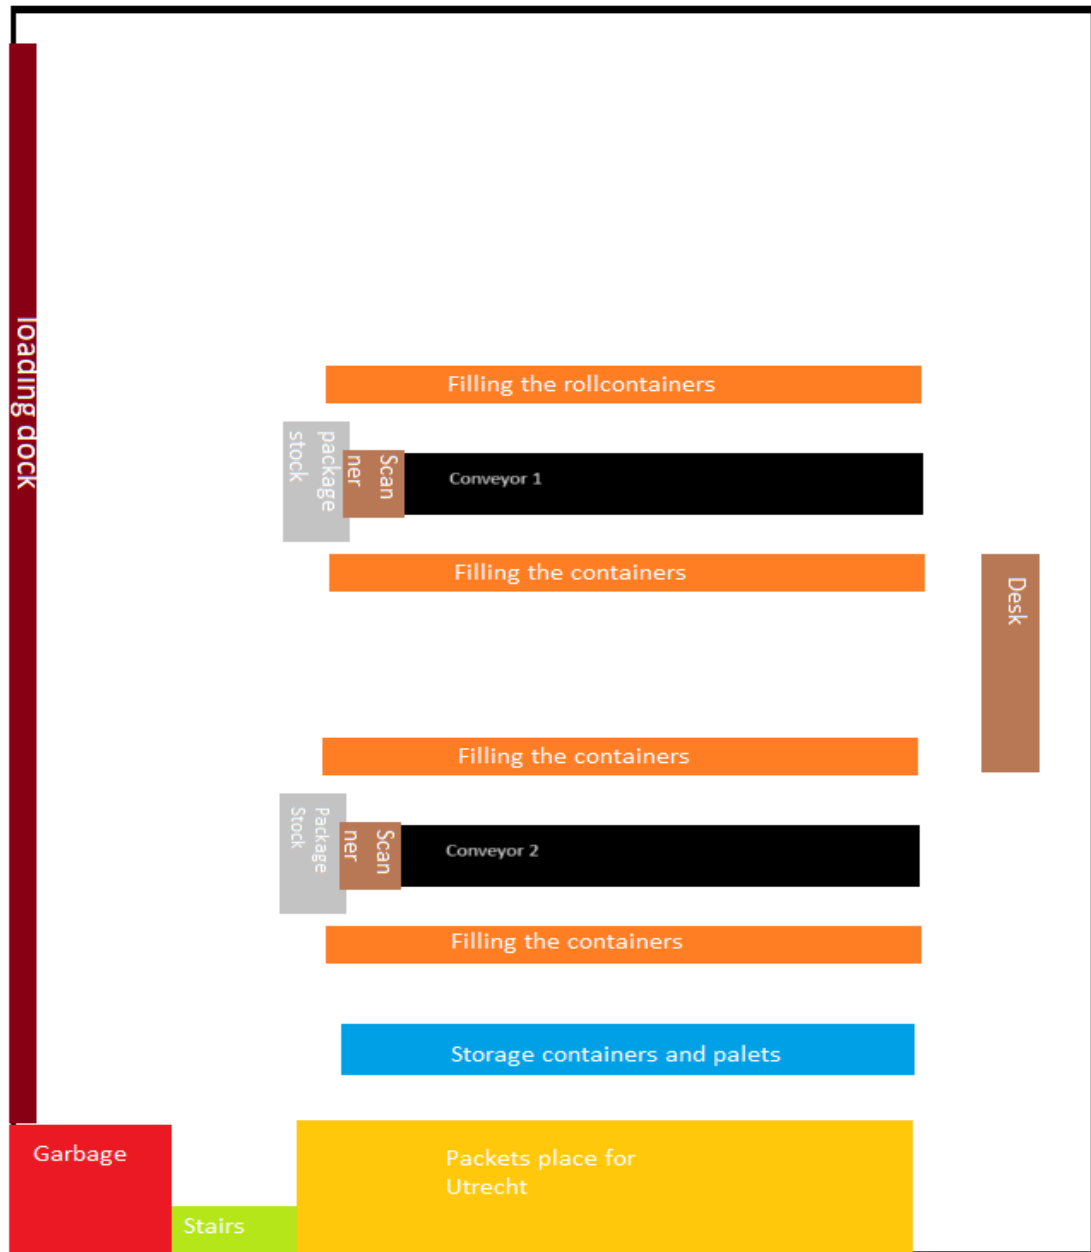 loading dock
Filling the rollcontainers
package
stock
Scan
ner
Conveyor 1
Filling the containers
Desk
Filling the containers
Package
Stock
Scan
ner
Conveyor 2
Filling the containers
Storage containers and palets
Garbage
Packets place for
Utrecht
Stairs